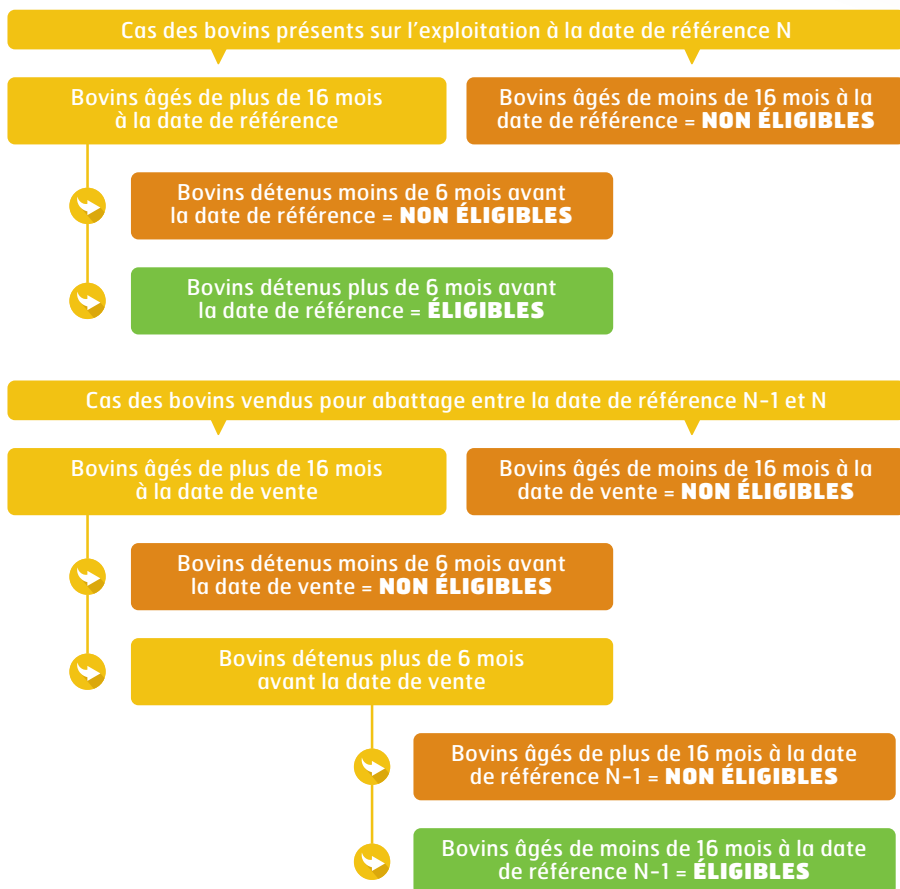 Cas des bovins présents sur l'exploitation à la date de référence N
Bovins âgés de plus de 16 mois
à la date de référence
Bovins âgés de moins de 16 mois à la
date de référence = NON ÉLIGIBLES
Bovins détenus moins de 6 mois avant
la date de référence = NON ÉLIGIBLES
Bovins détenus plus de 6 mois avant
la date de référence = ÉLIGIBLES
Cas des bovins vendus pour abattage entre la date de référence N-1 et N
Bovins âgés de plus de 16 mois
à la date de vente
Bovins âgés de moins de 16 mois à la
date de vente = NON ÉLIGIBLES
Bovins détenus moins de 6 mois avant
la date de vente = NON ÉLIGIBLES
Bovins détenus plus de 6 mois
avant la date de vente
Bovins âgés de plus de 16 mois à la date
de référence N-1 = NON ÉLIGIBLES
Bovins âgés de moins de 16 mois à la date
de référence N-1 = ÉLIGIBLES